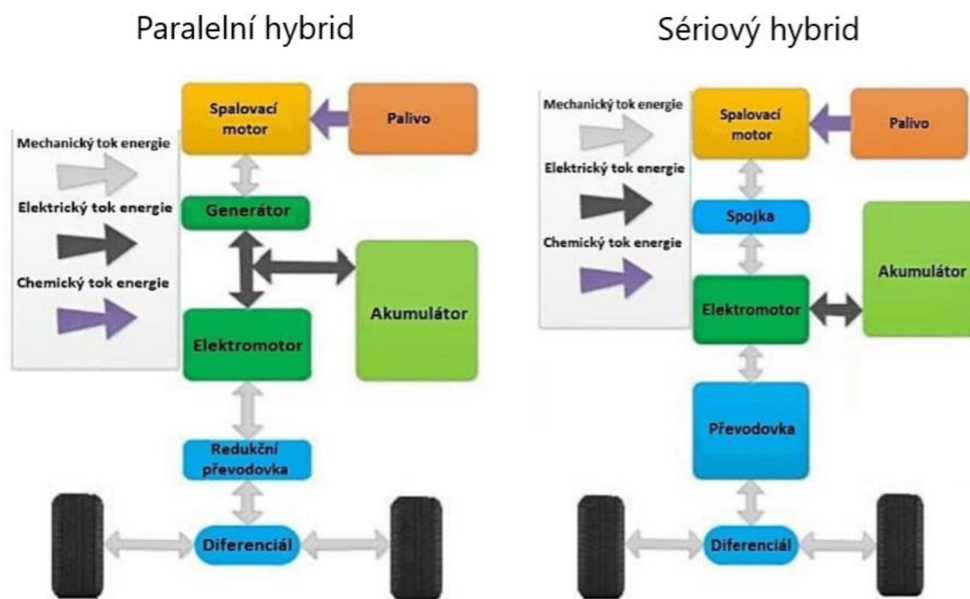 Paralelní hybrid
Spalovací
motor
Palivo
Mechanický tok energie
Elektrický tok energie
Chemický tok energie
Generátor
Akumulátor
Elektromotor
Redukční
převodovka
Diferenciál
Sériový hybrid
Mechanický tok energie
Elektrický tok energie
Chemický tok energie
Spalovací
motor
Palivo
Spojka
Akumulátor
Elektromotor
Převodovka
Diferenciál